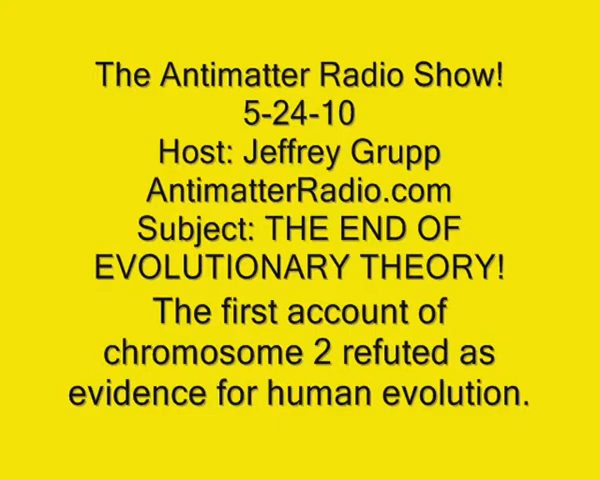 The Antimatter Radio Show!
5-24-10
Host: Jeffrey Grupp
AntimatterRadio.com
Subject: THE END OF
EVOLUTIONARY THEORY!
The first account of
chromosome 2 refuted as
evidence for human evolution.